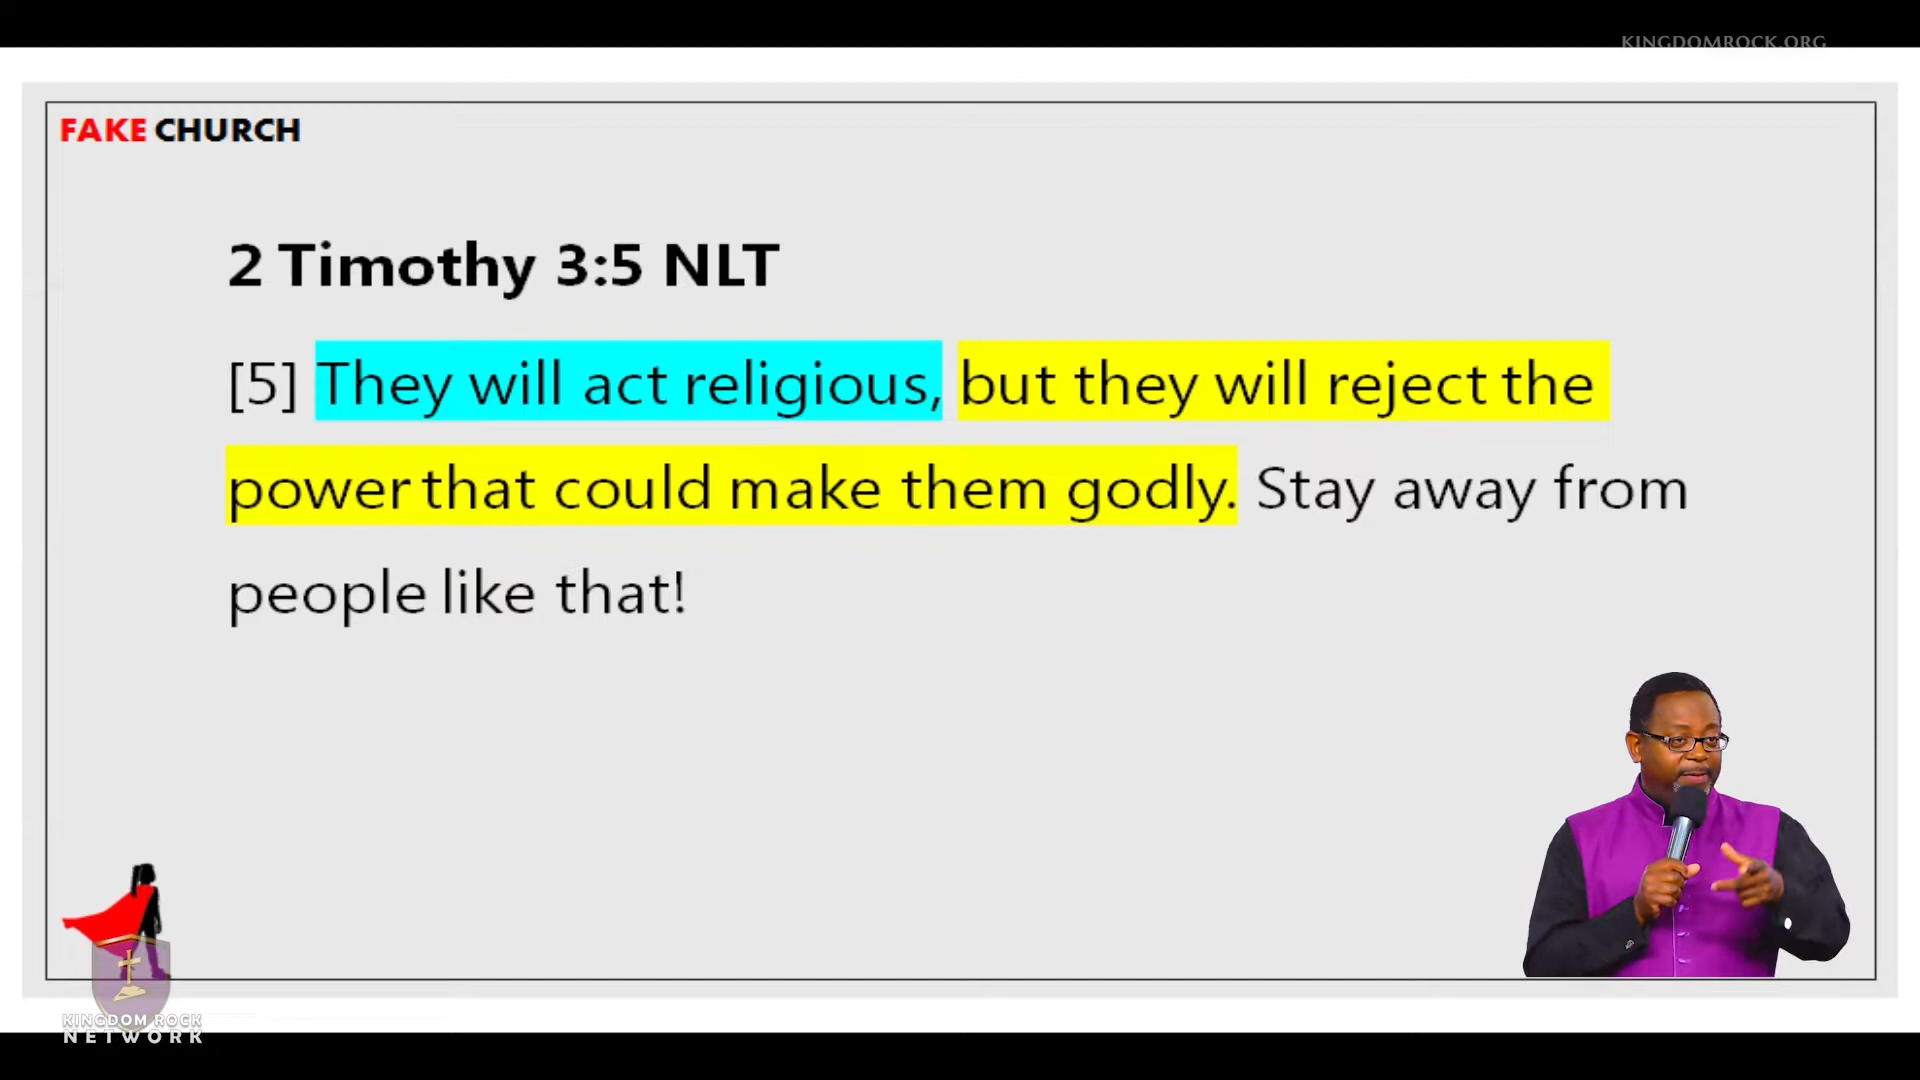 KINGDOMROCK.ORG
FAKE CHURCH
2 Timothy 3:5 NLT
[5] They will act religious, but they will reject the
power that could make them godly. Stay away from
people like that!
KINGDOM ROCK
NETWORK